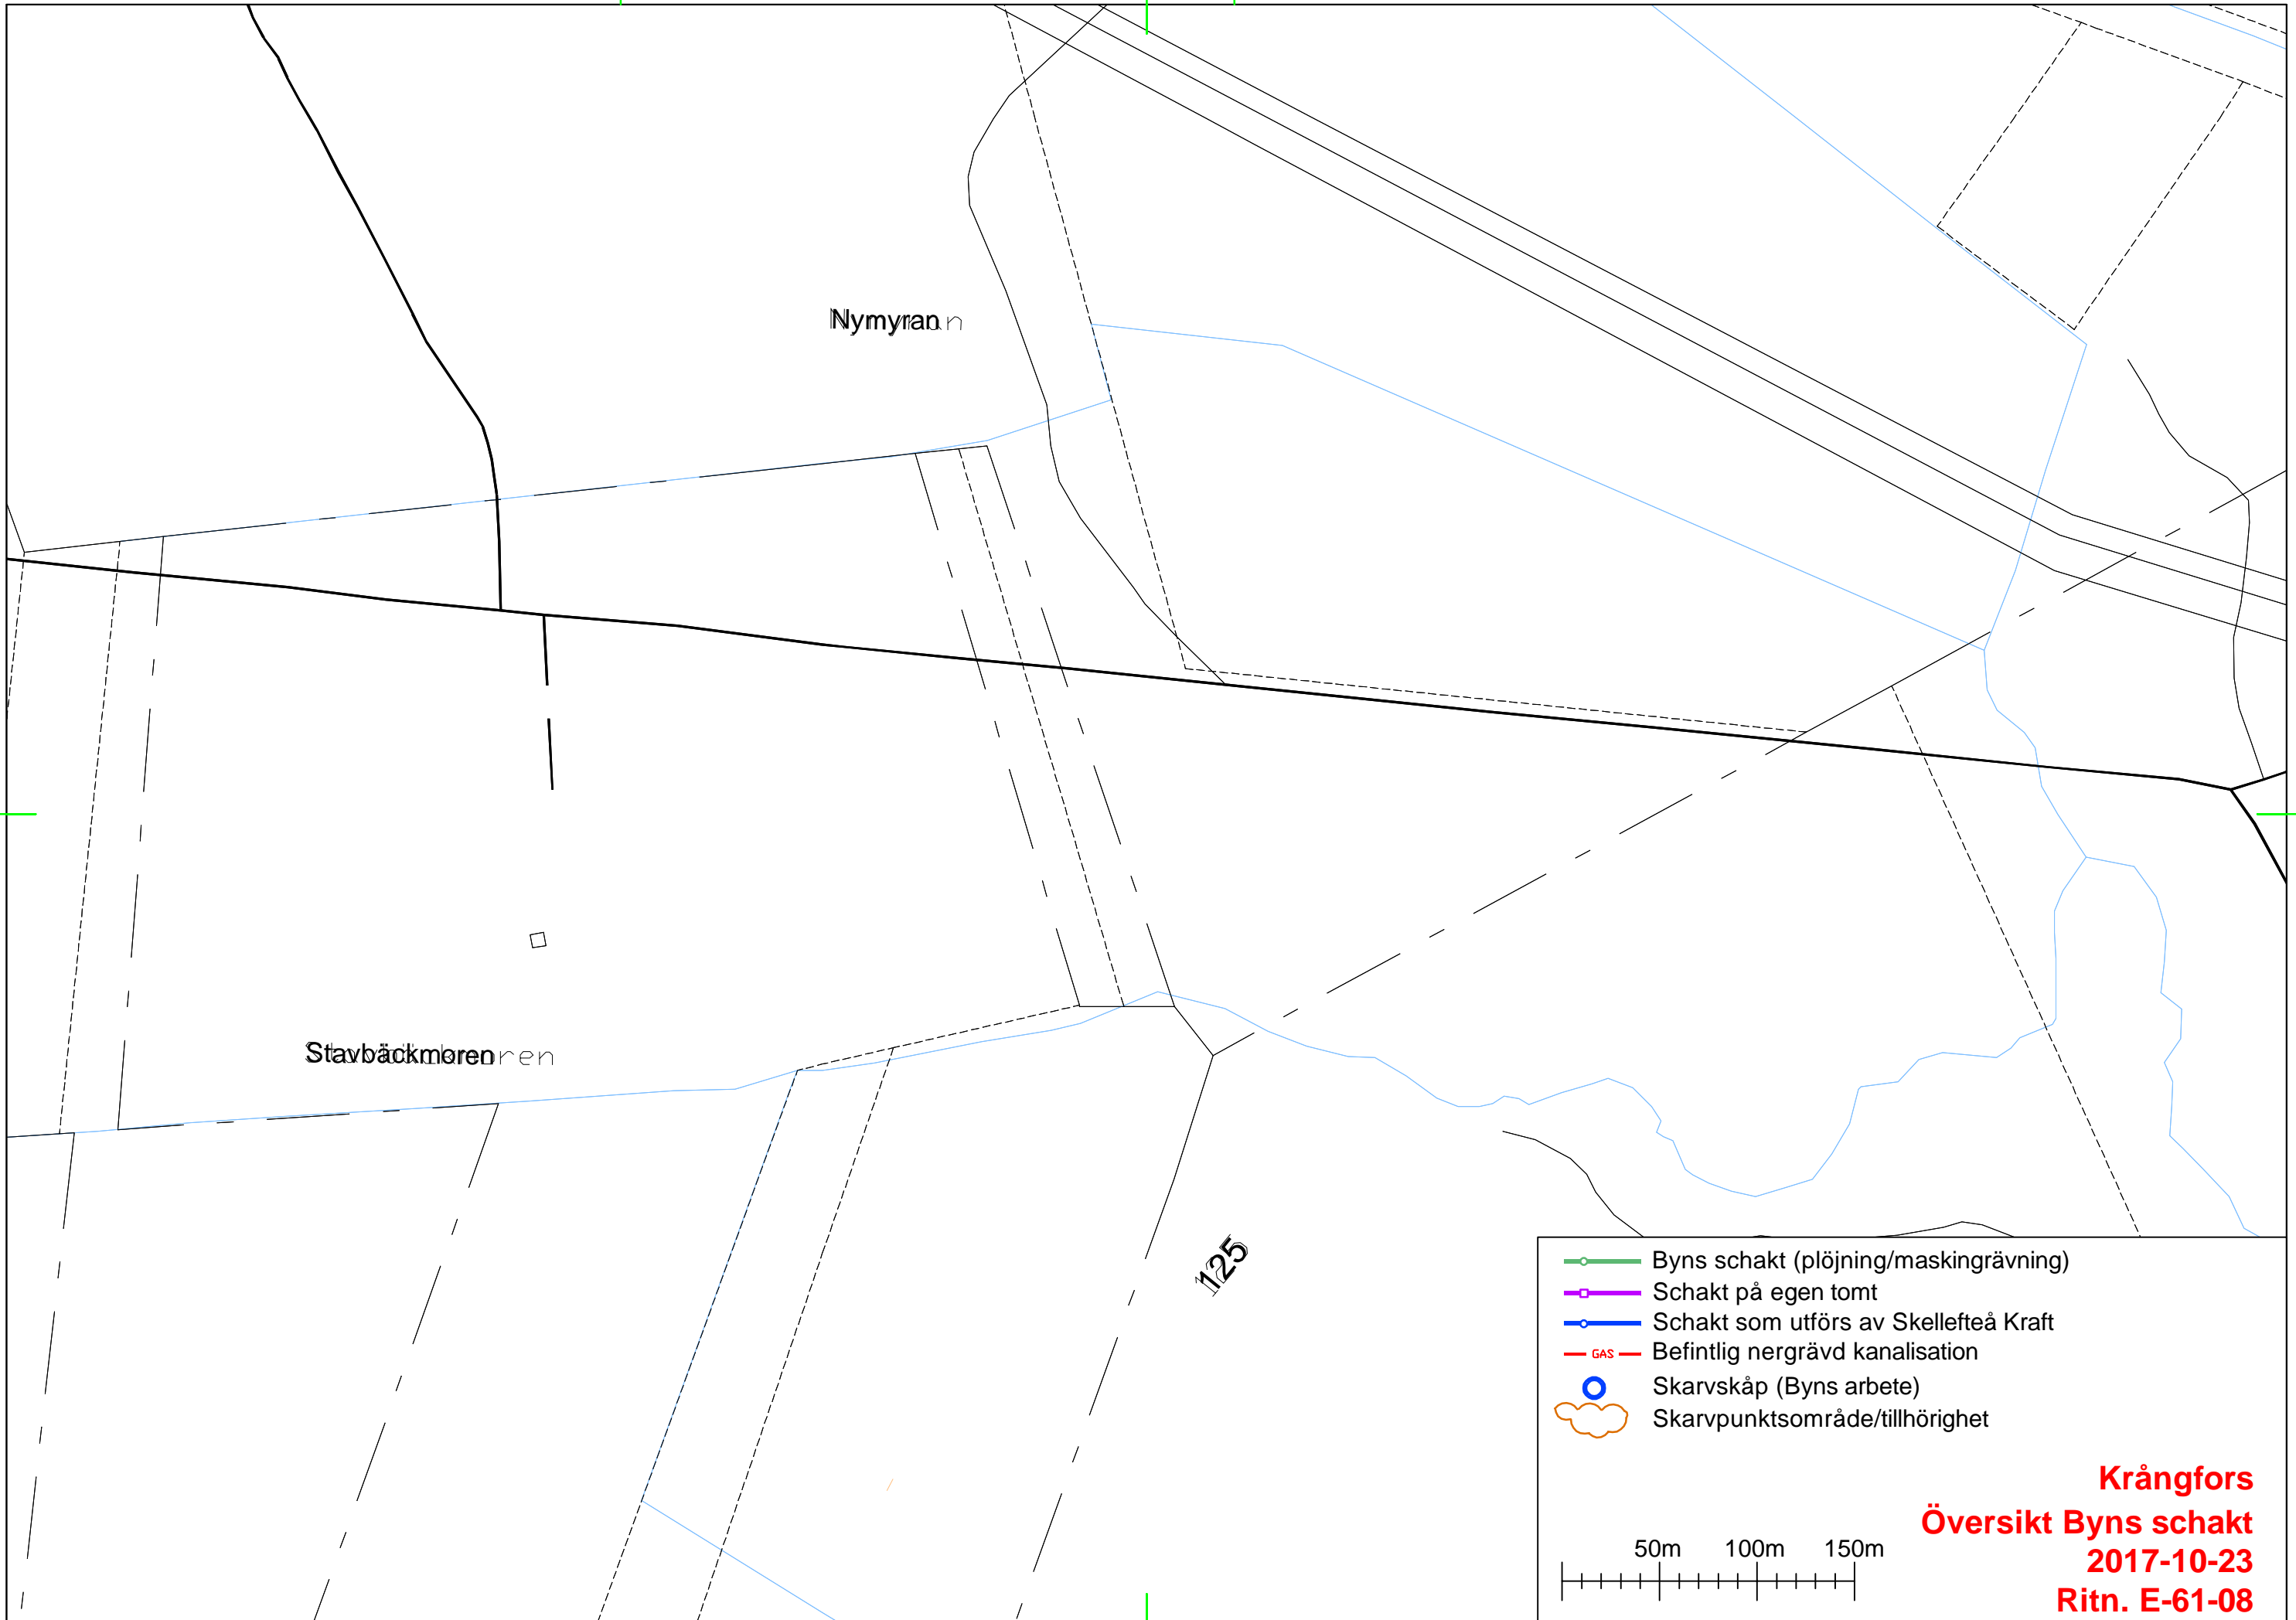 Nymyran
Stavbäckmoren
125
Byns schakt (plöjning/maskingrävning)
Schakt på egen tomt
Schakt som utförs av Skellefteå Kraft
GAS
Befintlig nergrävd kanalisation
Skarvskåp (Byns arbete)
Skarvpunktsområde/tillhörighet
Krångfors
Översikt Byns schakt
2017-10-23
Ritn. E-61-08
50m 100m 150m